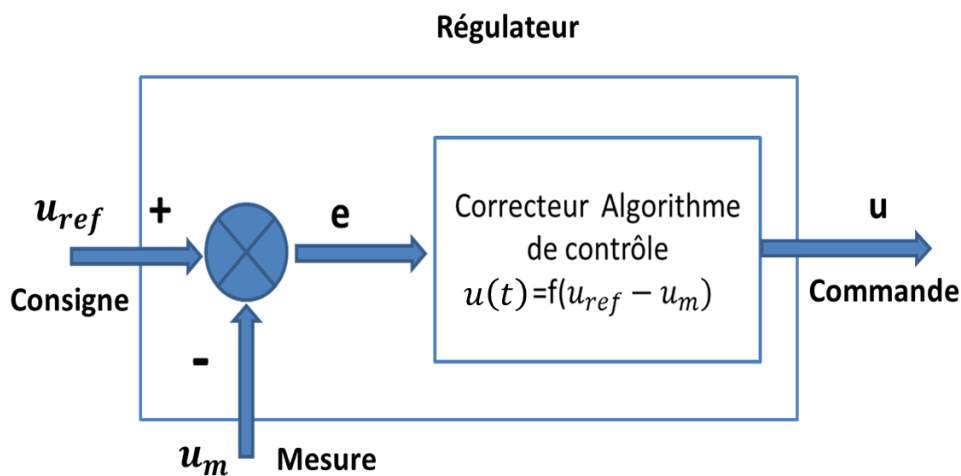 Régulateur
u_ref + e
Correcteur Algorithme
de contrôle
u(t)=f(u_ref − u_m)
u
Consigne
Commande
-
u_m Mesure